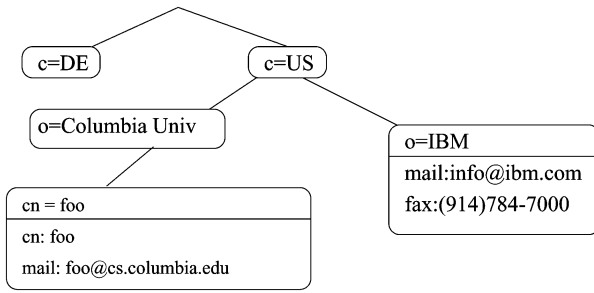 c=DE
c=US
o=Columbia Univ
o=IBM
mail:info@ibm.com
fax:(914)784-7000
cn = foo
cn: foo
mail: foo@cs.columbia.edu